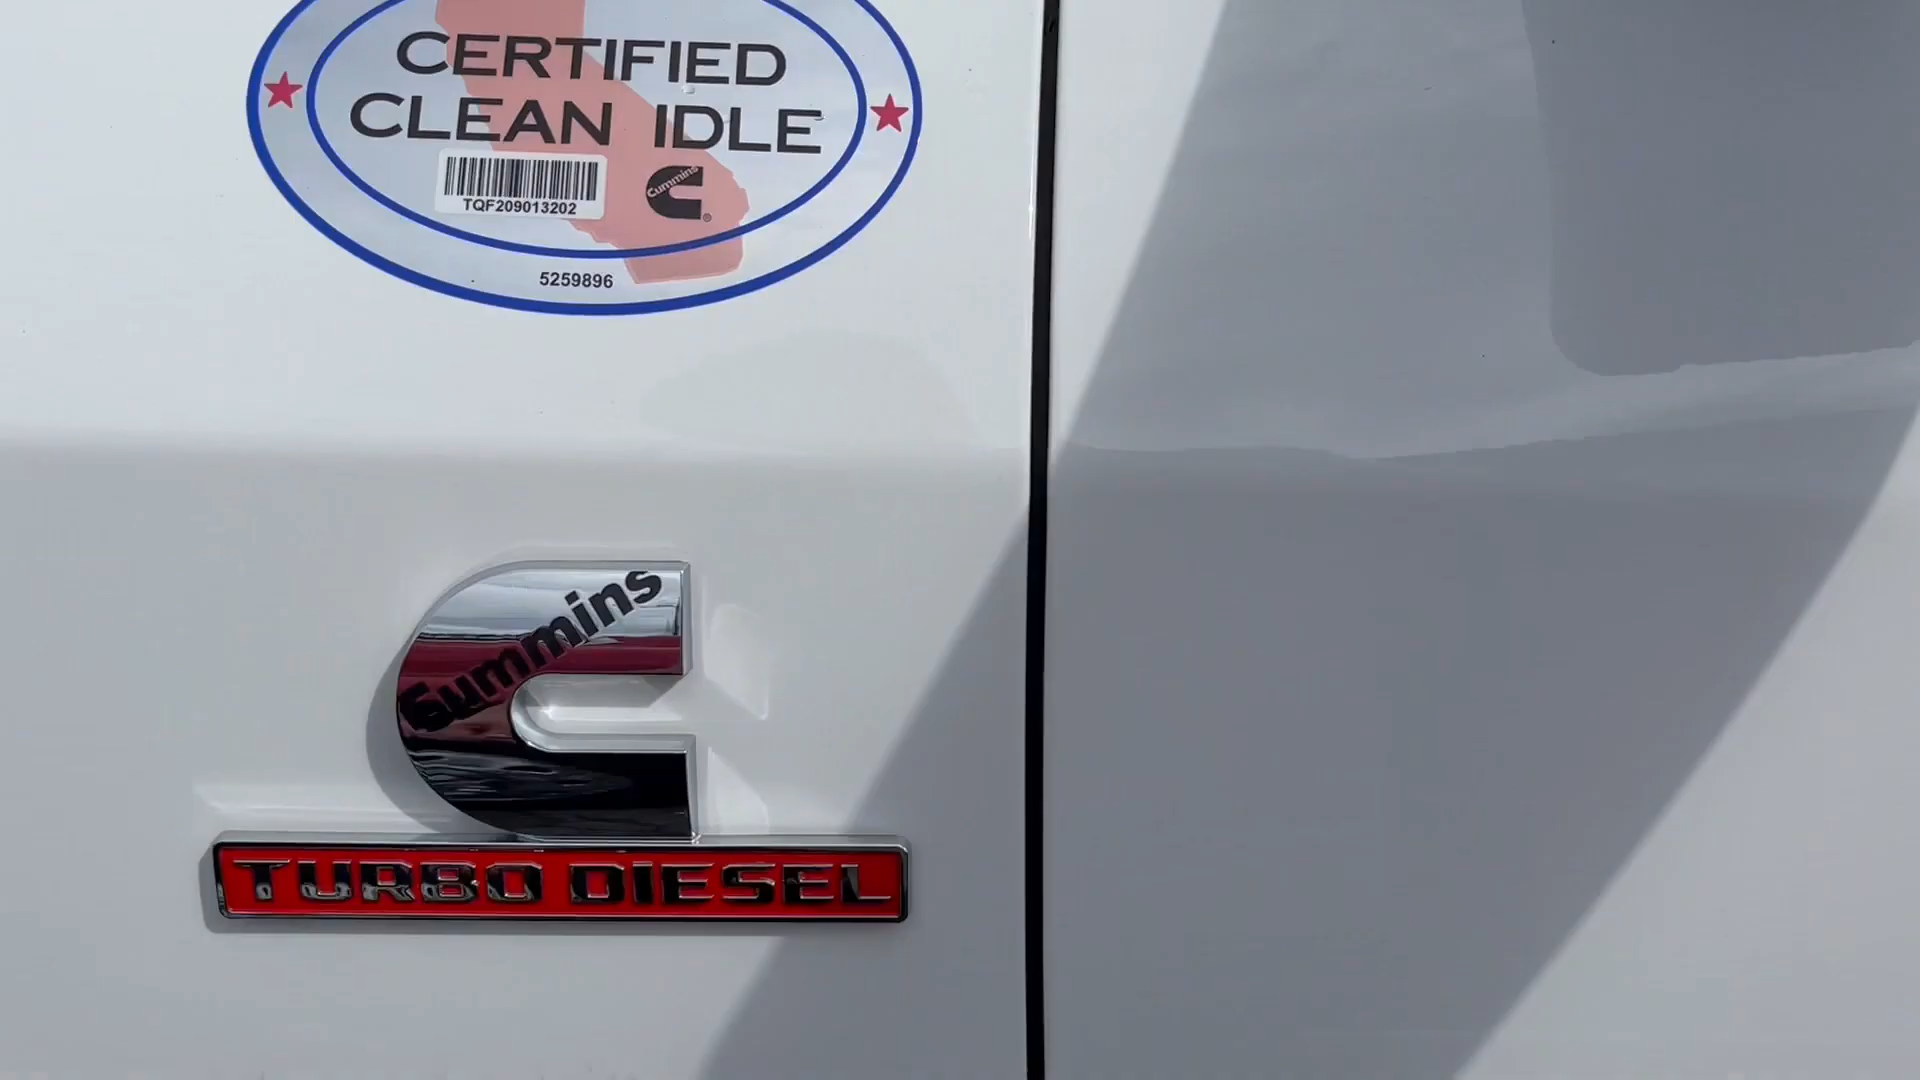 CERTIFIED
CLEAN IDLE
TQF209013202
Cummins
®
5259896
Cummins
TURBO DIESEL